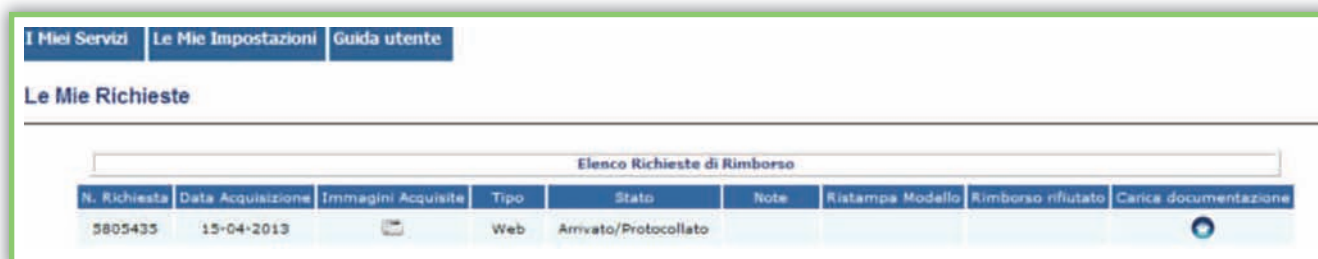 I Miei Servizi Le Mie Impostazioni Guida utente
Le Mie Richieste
Elenco Richieste di Rimborso
N. Richiesta Data Acquisizione Immagini Acquisite Tipo Stato Note Ristampa Modello Rimborso rifiutato Carica documentazione
5805435 15-04-2013 Web Arrivato/Protocollato